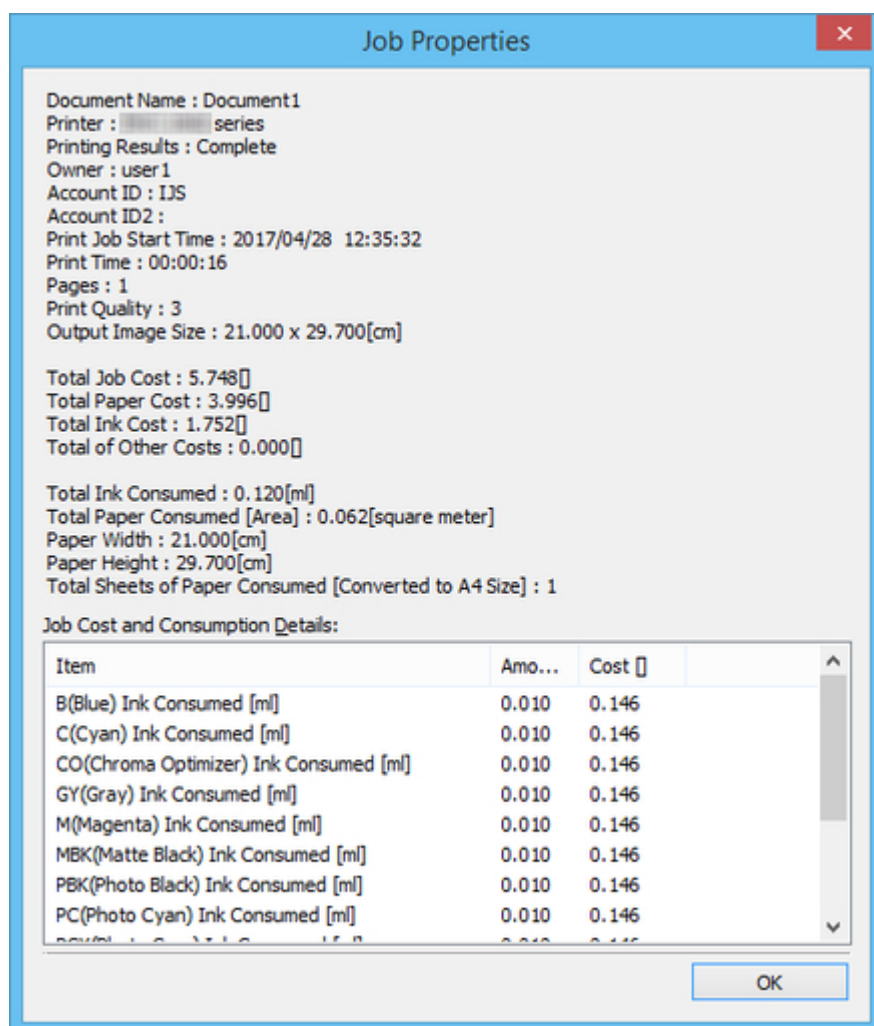 Job Properties
Document Name : Document1
Printer : series
Printing Results : Complete
Owner : user1
Account ID : IJS
Account ID2 :
Print Job Start Time : 2017/04/28 12:35:32
Print Time : 00:00:16
Pages : 1
Print Quality : 3
Output Image Size : 21.000 x 29.700[cm]
Total Job Cost : 5.748[]
Total Paper Cost : 3.996[]
Total Ink Cost : 1.752[]
Total of Other Costs : 0.000[]
Total Ink Consumed : 0.120[ml]
Total Paper Consumed [Area] : 0.062[square meter]
Paper Width : 21.000[cm]
Paper Height : 29.700[cm]
Total Sheets of Paper Consumed [Converted to A4 Size] : 1
Job Cost and Consumption Details:
Item Amo... Cost []
B(Blue) Ink Consumed [ml] 0.010 0.146
C(Cyan) Ink Consumed [ml] 0.010 0.146
CO(Chroma Optimizer) Ink Consumed [ml] 0.010 0.146
GY(Gray) Ink Consumed [ml] 0.010 0.146
M(Magenta) Ink Consumed [ml] 0.010 0.146
MBK(Matte Black) Ink Consumed [ml] 0.010 0.146
PBK(Photo Black) Ink Consumed [ml] 0.010 0.146
PC(Photo Cyan) Ink Consumed [ml] 0.010 0.146
OK